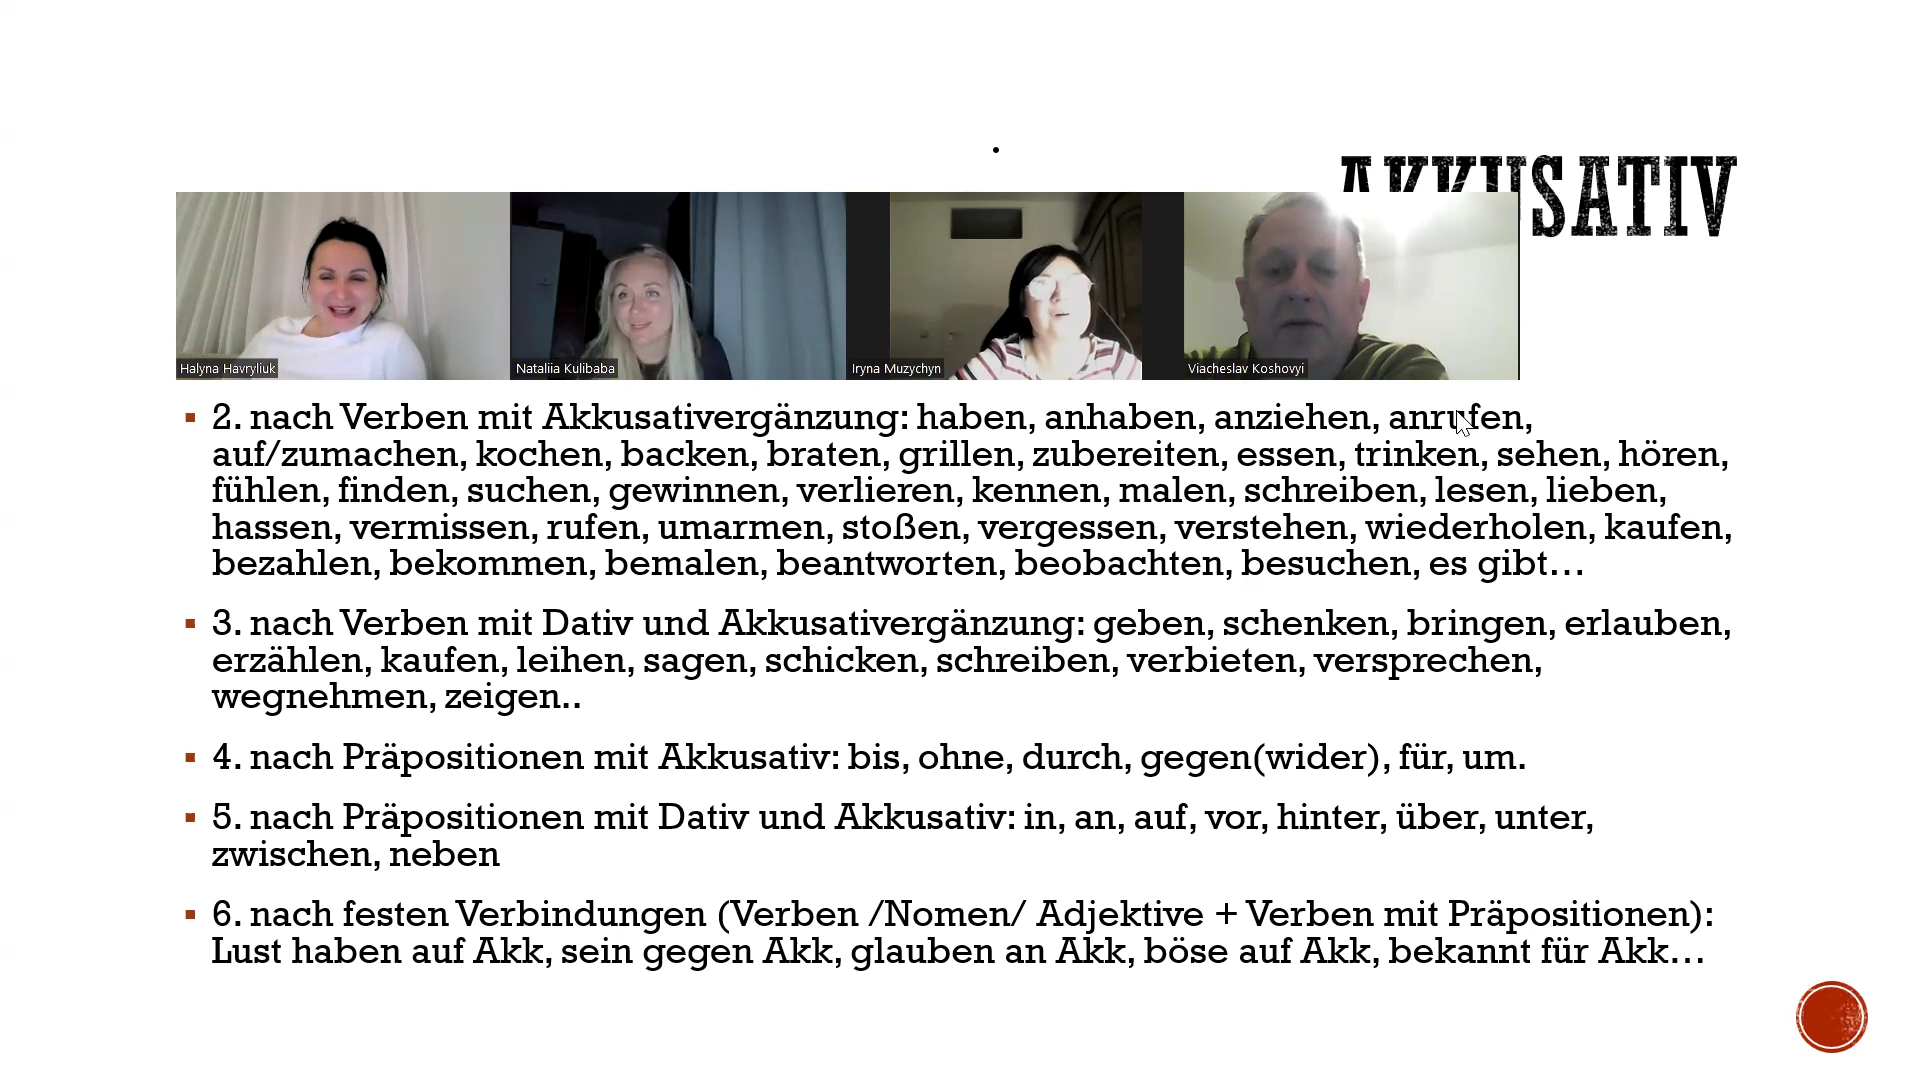 AKKUSATIV
Halyna Havryliuk
Nataliia Kulibaba
Iryna Muzychyn
Viacheslav Koshovyi
▪ 2. nach Verben mit Akkusativergänzung: haben, anhaben, anziehen, anrufen,
auf/zumachen, kochen, backen, braten, grillen, zubereiten, essen, trinken, sehen, hören,
fühlen, finden, suchen, gewinnen, verlieren, kennen, malen, schreiben, lesen, lieben,
hassen, vermissen, rufen, umarmen, stoßen, vergessen, verstehen, wiederholen, kaufen,
bezahlen, bekommen, bemalen, beantworten, beobachten, besuchen, es gibt…
▪ 3. nach Verben mit Dativ und Akkusativergänzung: geben, schenken, bringen, erlauben,
erzählen, kaufen, leihen, sagen, schicken, schreiben, verbieten, versprechen,
wegnehmen, zeigen..
▪ 4. nach Präpositionen mit Akkusativ: bis, ohne, durch, gegen(wider), für, um.
▪ 5. nach Präpositionen mit Dativ und Akkusativ: in, an, auf, vor, hinter, über, unter,
zwischen, neben
▪ 6. nach festen Verbindungen (Verben /Nomen/ Adjektive + Verben mit Präpositionen):
Lust haben auf Akk, sein gegen Akk, glauben an Akk, böse auf Akk, bekannt für Akk…